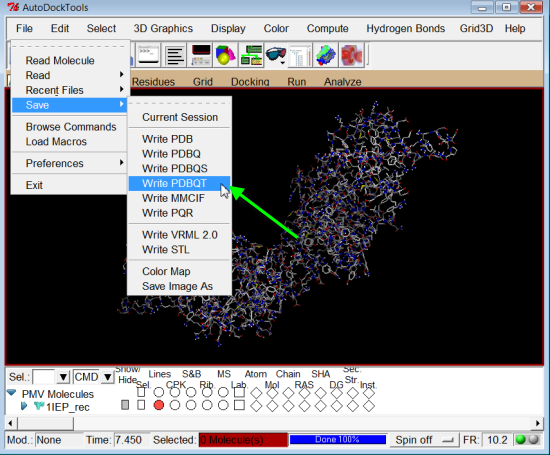 AutoDockTools
File Edit Select 3D Graphics Display Color Compute Hydrogen Bonds Grid3D Help
Residues Grid Docking Run Analyze
Read Molecule
Read
Recent Files
Save
Browse Commands
Load Macros
Preferences
Exit
Current Session
Write PDB
Write PDBQ
Write PDBQS
Write PDBQT
Write MMCIF
Write PQR
Write VRML 2.0
Write STL
Color Map
Save Image As
Sel.: CMD
Show/ Lines S&B MS Atom Chain SHA Sec. 
Hide Sel. CPK Rib. Lab. Mol RAS DG Str. Inst.
PMV Molecules
1IEP_rec
Mod.: None Time: 7.450 Selected: 0 Molecule(s) Done 100% Spin off FR: 10.2